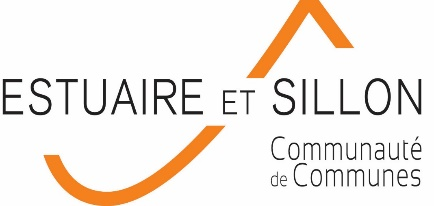 ESTUAIRE ET SILLON
Communauté
de Communes